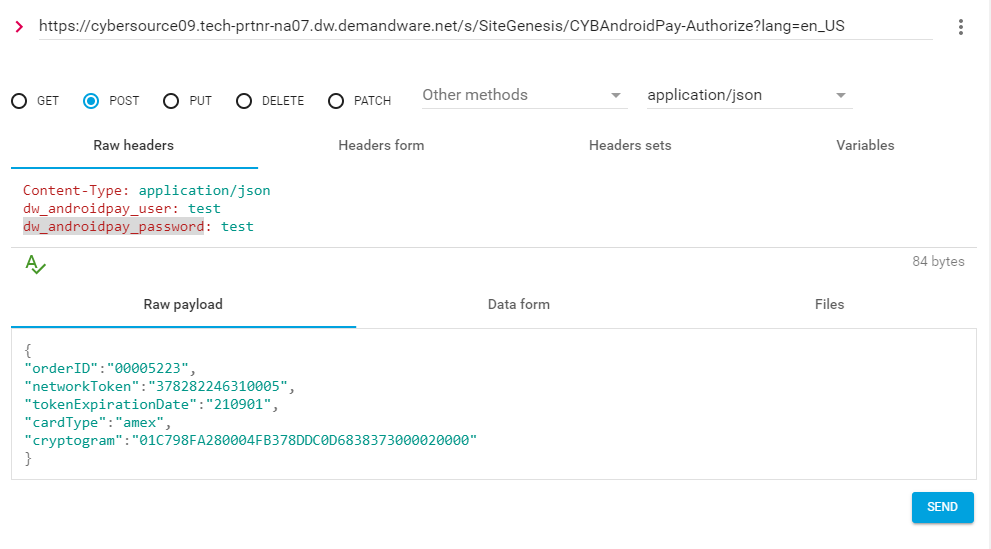 https://cybersource09.tech-prtnr-na07.dw.demandware.net/s/SiteGenesis/CYBAndroidPay-Authorize?lang=en_US
GET POST PUT DELETE PATCH Other methods application/json
Raw headers Headers form Headers sets Variables
Content-Type: application/json
dw_androidpay_user: test
dw_androidpay_password: test
84 bytes
Raw payload Data form Files
{
"orderID":"00005223",
"networkToken":"378282246310005",
"tokenExpirationDate":"210901",
"cardType":"amex",
"cryptogram":"01C798FA280004FB378DDC0D6838373000020000"
}
SEND